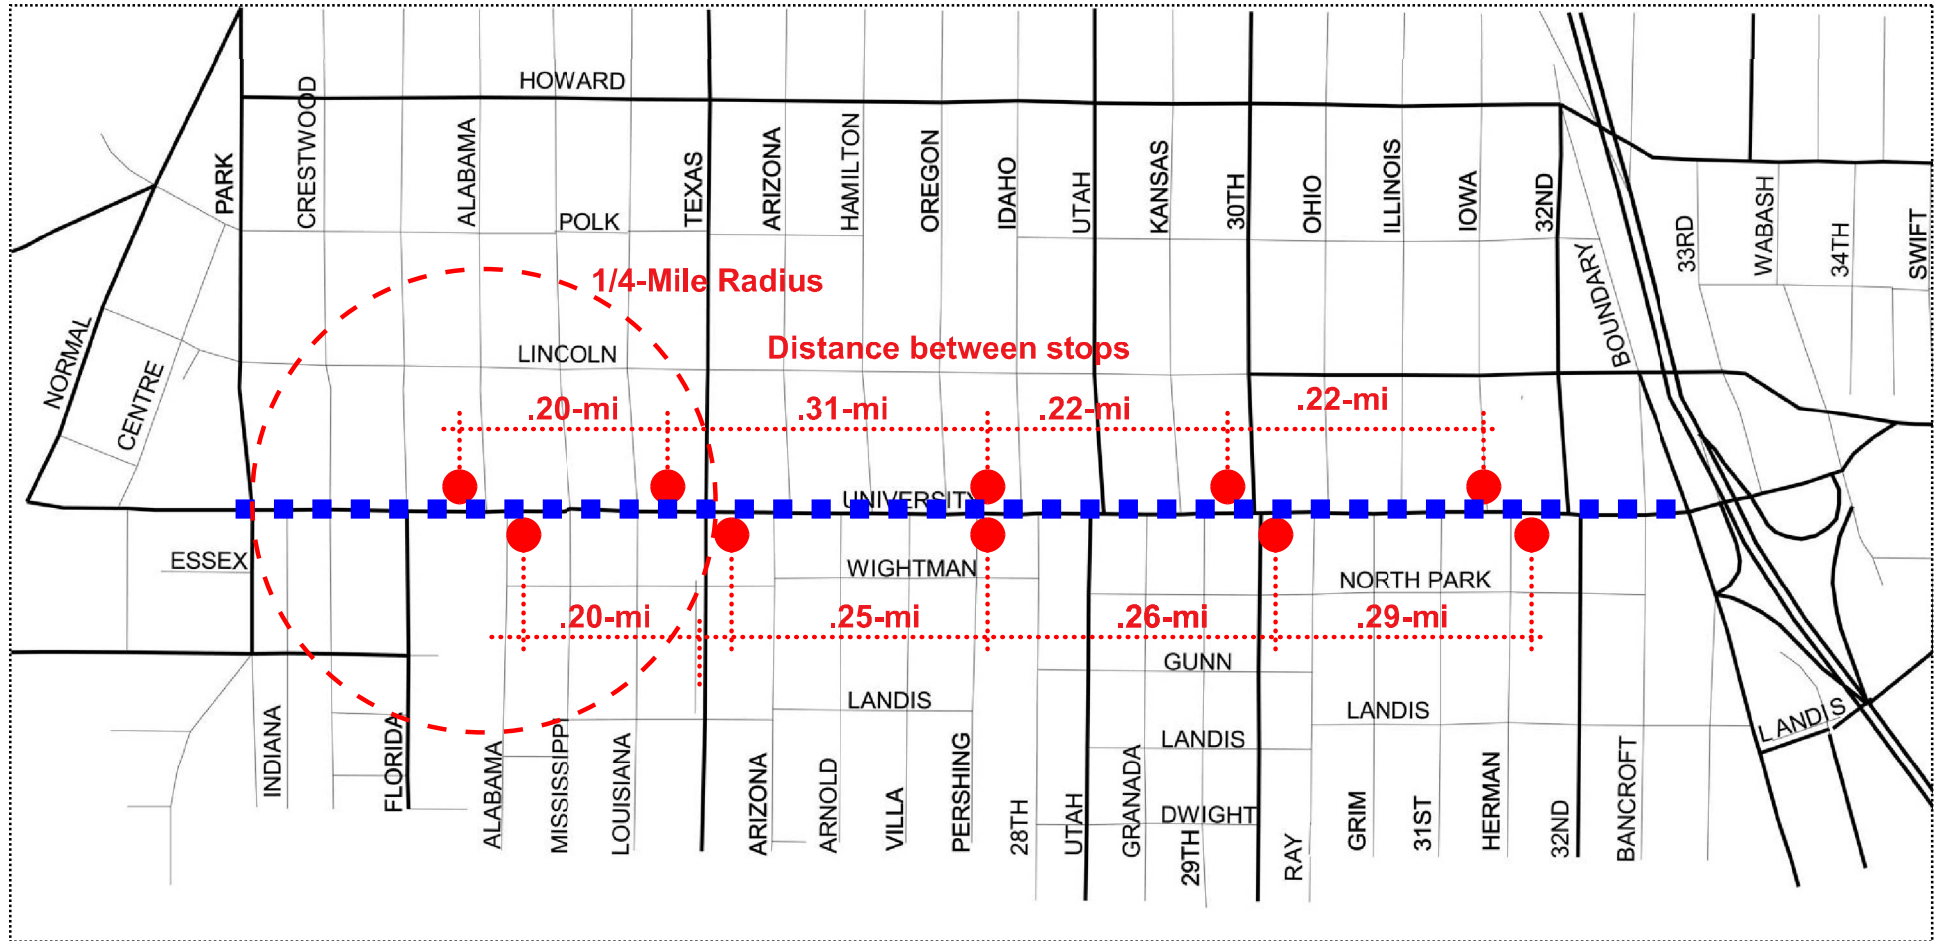 HOWARD
PARK
CRESTWOOD
ALABAMA
TEXAS
ARIZONA
HAMILTON
OREGON
IDAHO
UTAH
KANSAS
30TH
OHIO
ILLINOIS
IOWA
32ND
POLK
BOUNDARY
33RD
WABASH
34TH
SWIFT
1/4-Mile Radius
NORMAL
CENTRE
LINCOLN
Distance between stops
.20-mi
.31-mi
.22-mi
.22-mi
UNIVERSITY
ESSEX
WIGHTMAN
NORTH PARK
.20-mi
.25-mi
.26-mi
.29-mi
GUNN
LANDIS
LANDIS
LANDIS
LANDIS
DWIGHT
INDIANA
FLORIDA
ALABAMA
MISSISSIPPI
LOUISIANA
ARIZONA
ARNOLD
VILLA
PERSHING
28TH
UTAH
GRANADA
29TH
RAY
GRIM
31ST
HERMAN
32ND
BANCROFT